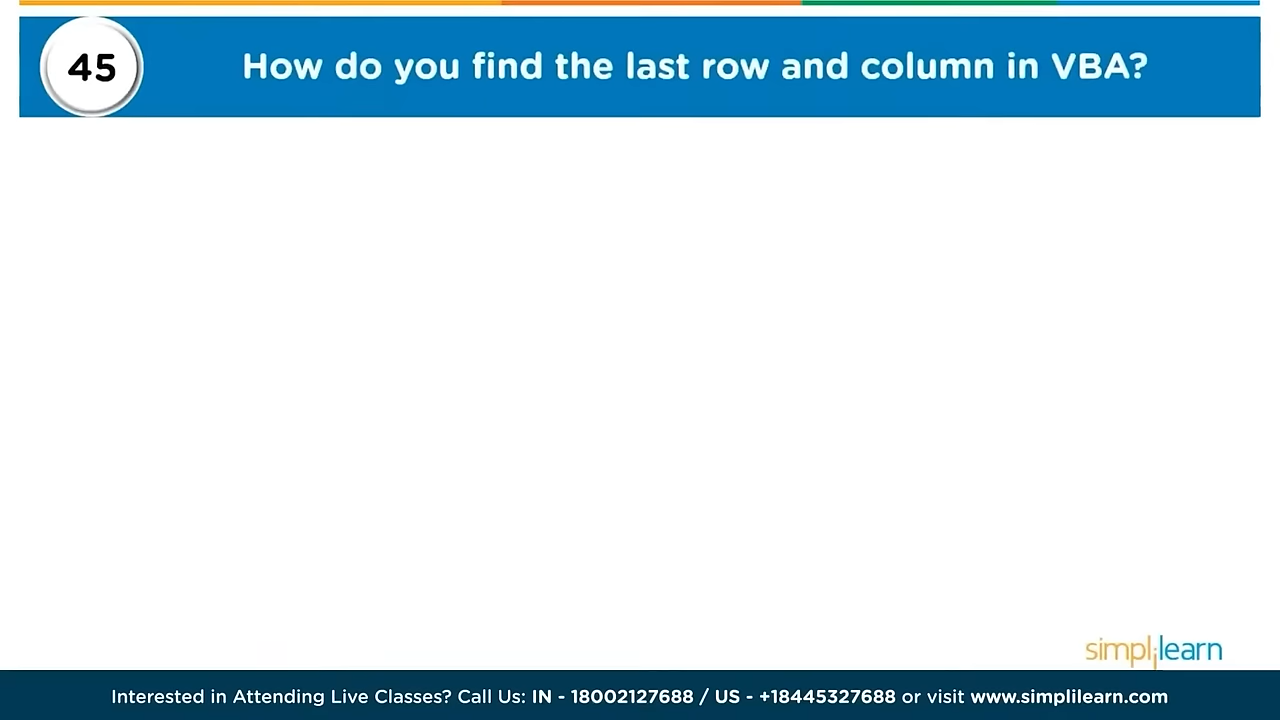 45
How do you find the last row and column in VBA?
simplilearn
Interested in Attending Live Classes? Call Us: IN - 18002127688 / US - +18445327688 or visit www.simplilearn.com